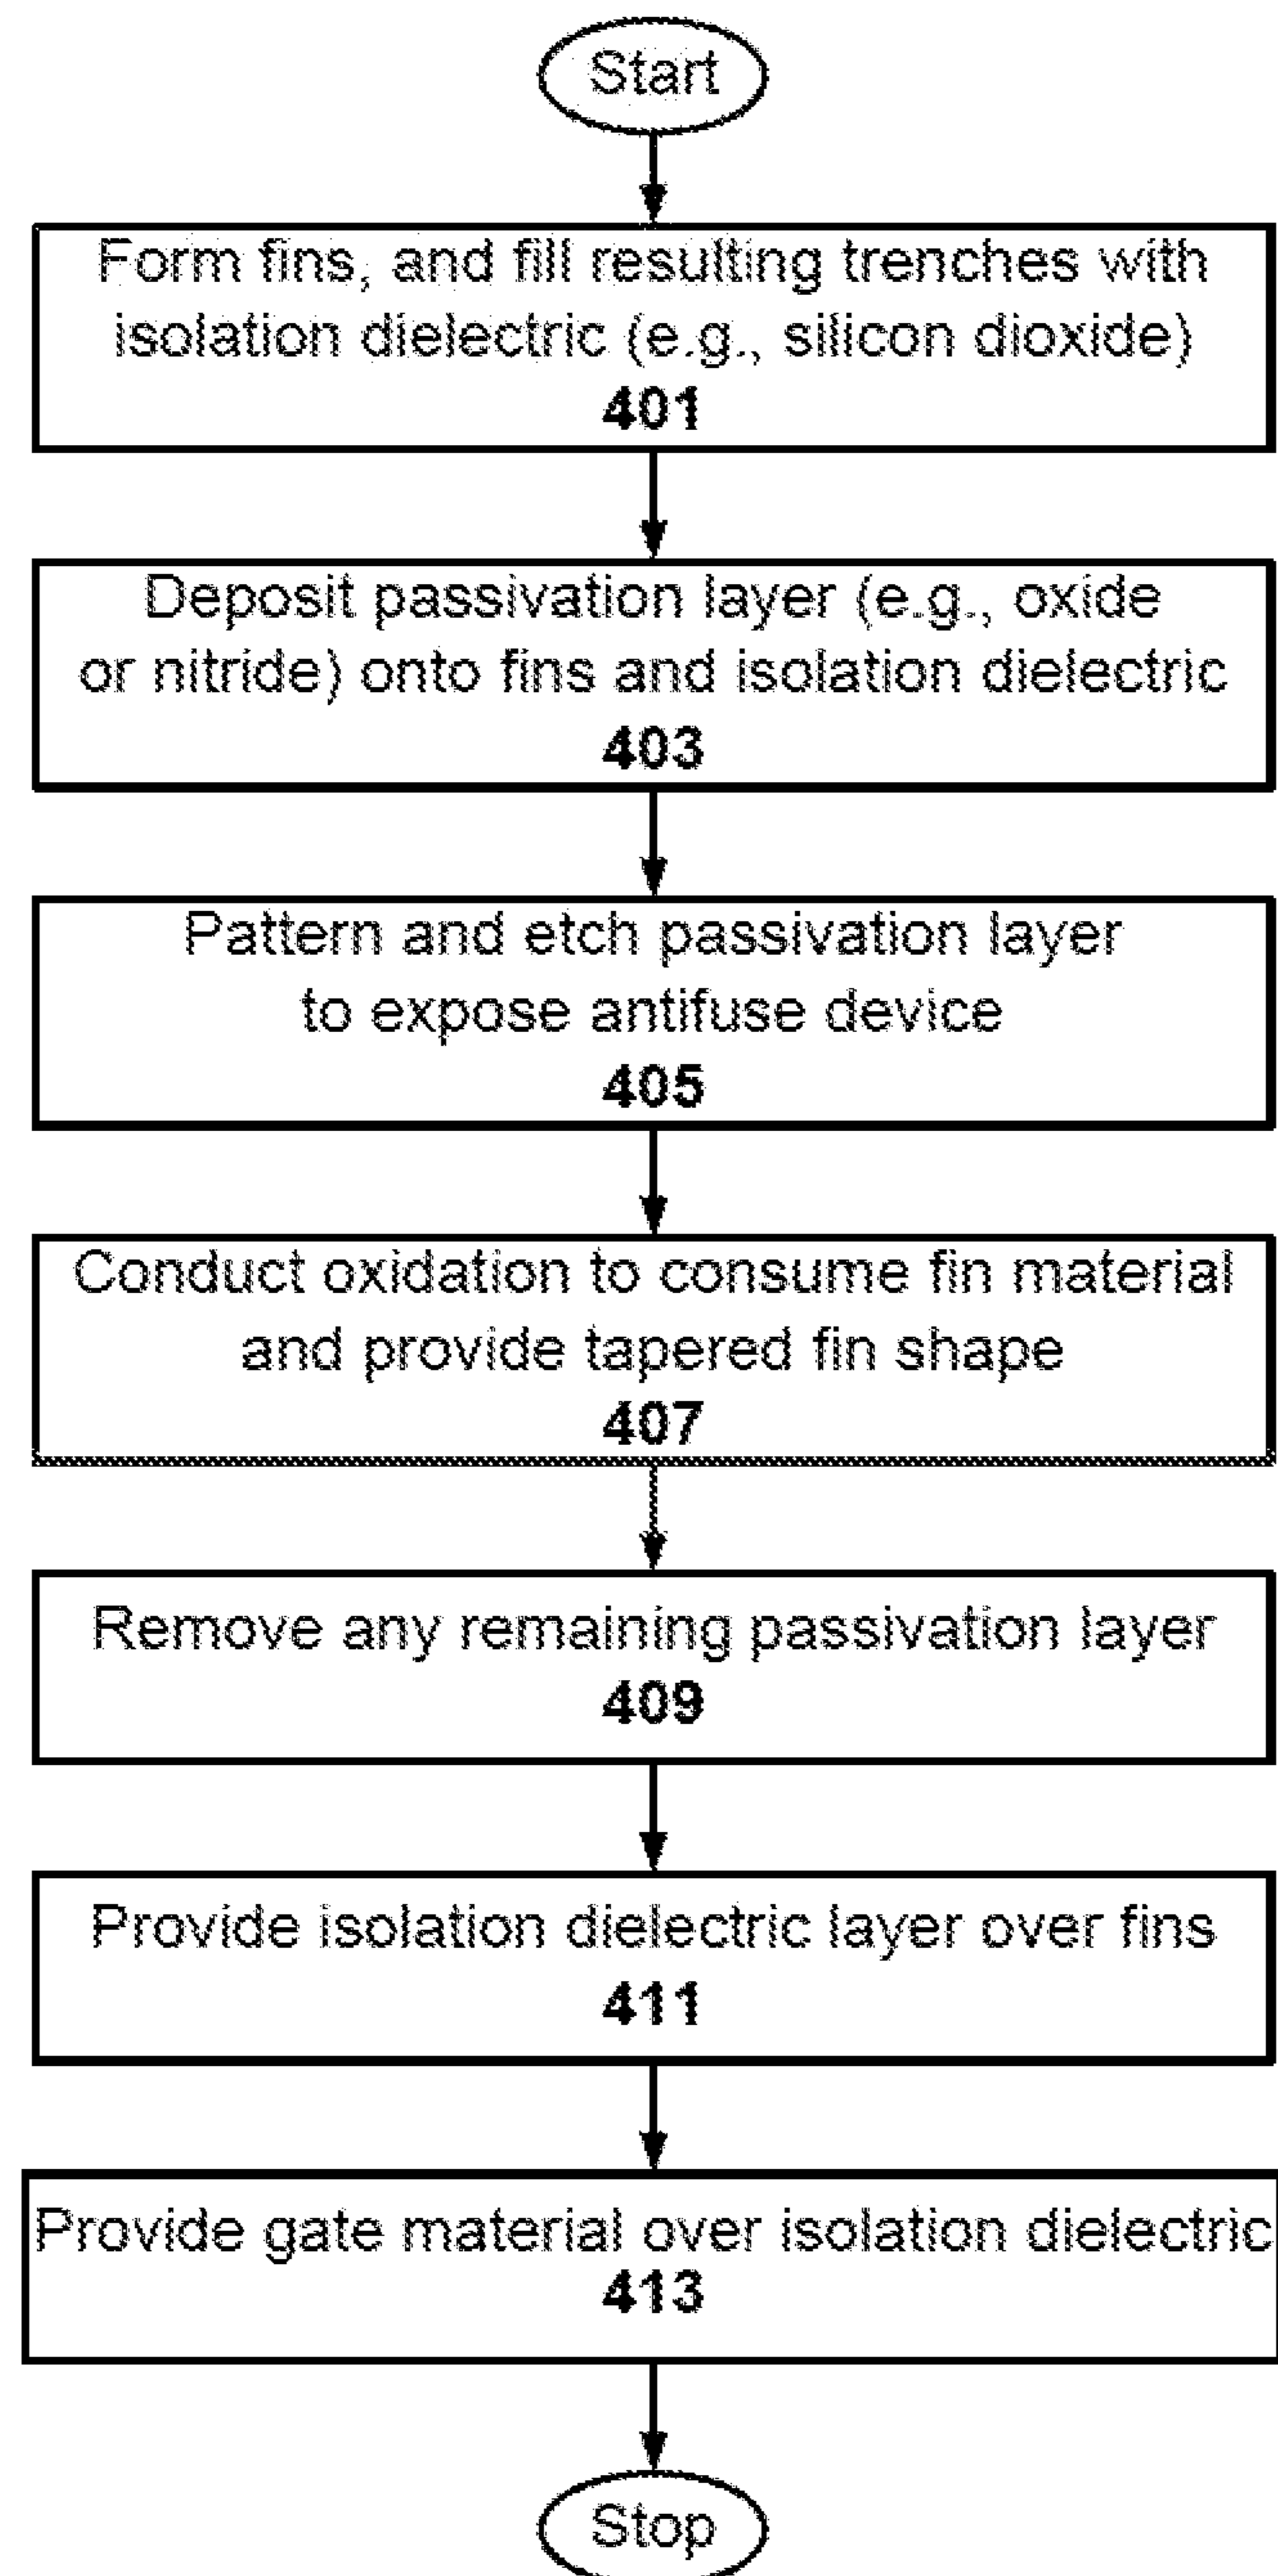 Start
Form fins, and fill resulting trenches with
isolation dielectric (e.g., silicon dioxide)
401
Deposit passivation layer (e.g., oxide
or nitride) onto fins and isolation dielectric
403
Pattern and etch passivation layer
to expose antifuse device
405
Conduct oxidation to consume fin material
and provide tapered fin shape
407
Remove any remaining passivation layer
409
Provide isolation dielectric layer over fins
411
Provide gate material over isolation dielectric
413
Stop